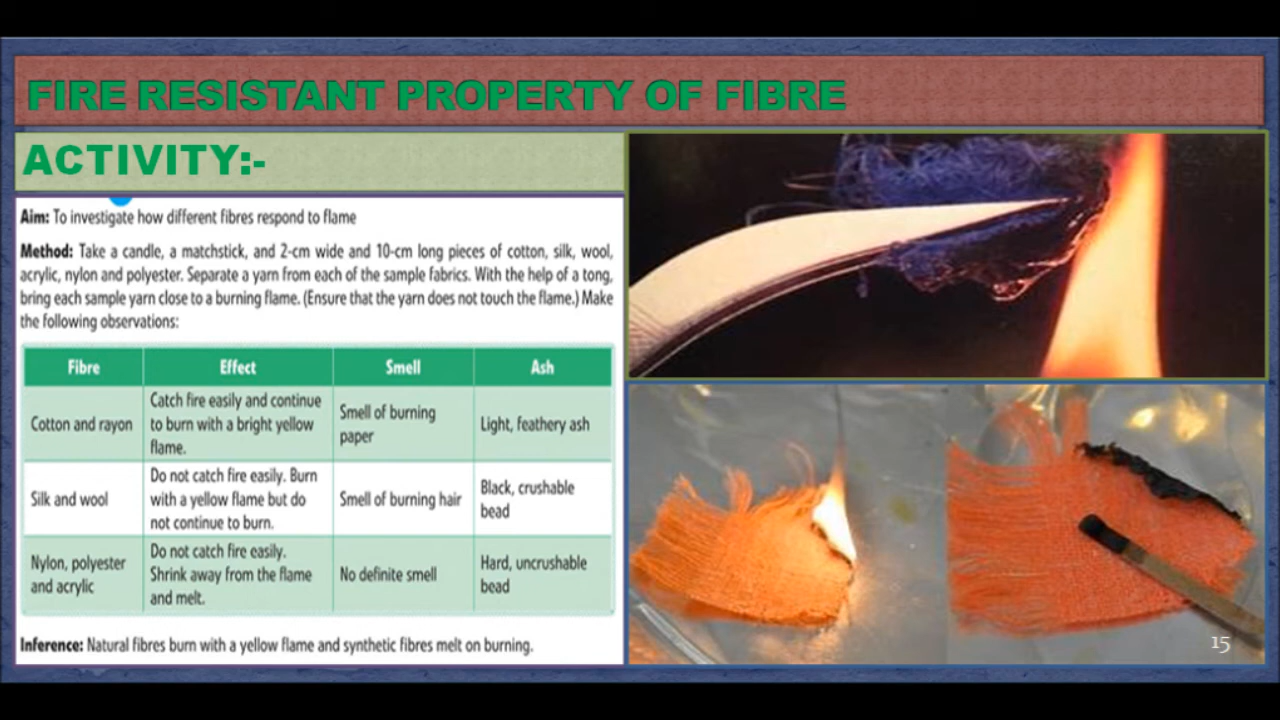 FIRE RESISTANT PROPERTY OF FIBRE
ACTIVITY:-
Aim: To investigate how different fibres respond to flame
Method: Take a candle, a matchstick, and 2-cm wide and 10-cm long pieces of cotton, silk, wool,
acrylic, nylon and polyester. Separate a yarn from each of the sample fabrics. With the help of a tong,
bring each sample yarn close to a burning flame. (Ensure that the yarn does not touch the flame.) Make
the following observations:
Fibre Effect Smell Ash
Cotton and rayon
Catch fire easily and continue
to burn with a bright yellow
flame.
Smell of burning
paper
Light, feathery ash
Silk and wool
Do not catch fire easily. Burn
with a yellow flame but do
not continue to burn.
Smell of burning hair
Black, crushable
bead
Nylon, polyester
and acrylic
Do not catch fire easily.
Shrink away from the flame
and melt.
No definite smell
Hard, uncrushable
bead
Inference: Natural fibres burn with a yellow flame and synthetic fibres melt on burning.
15